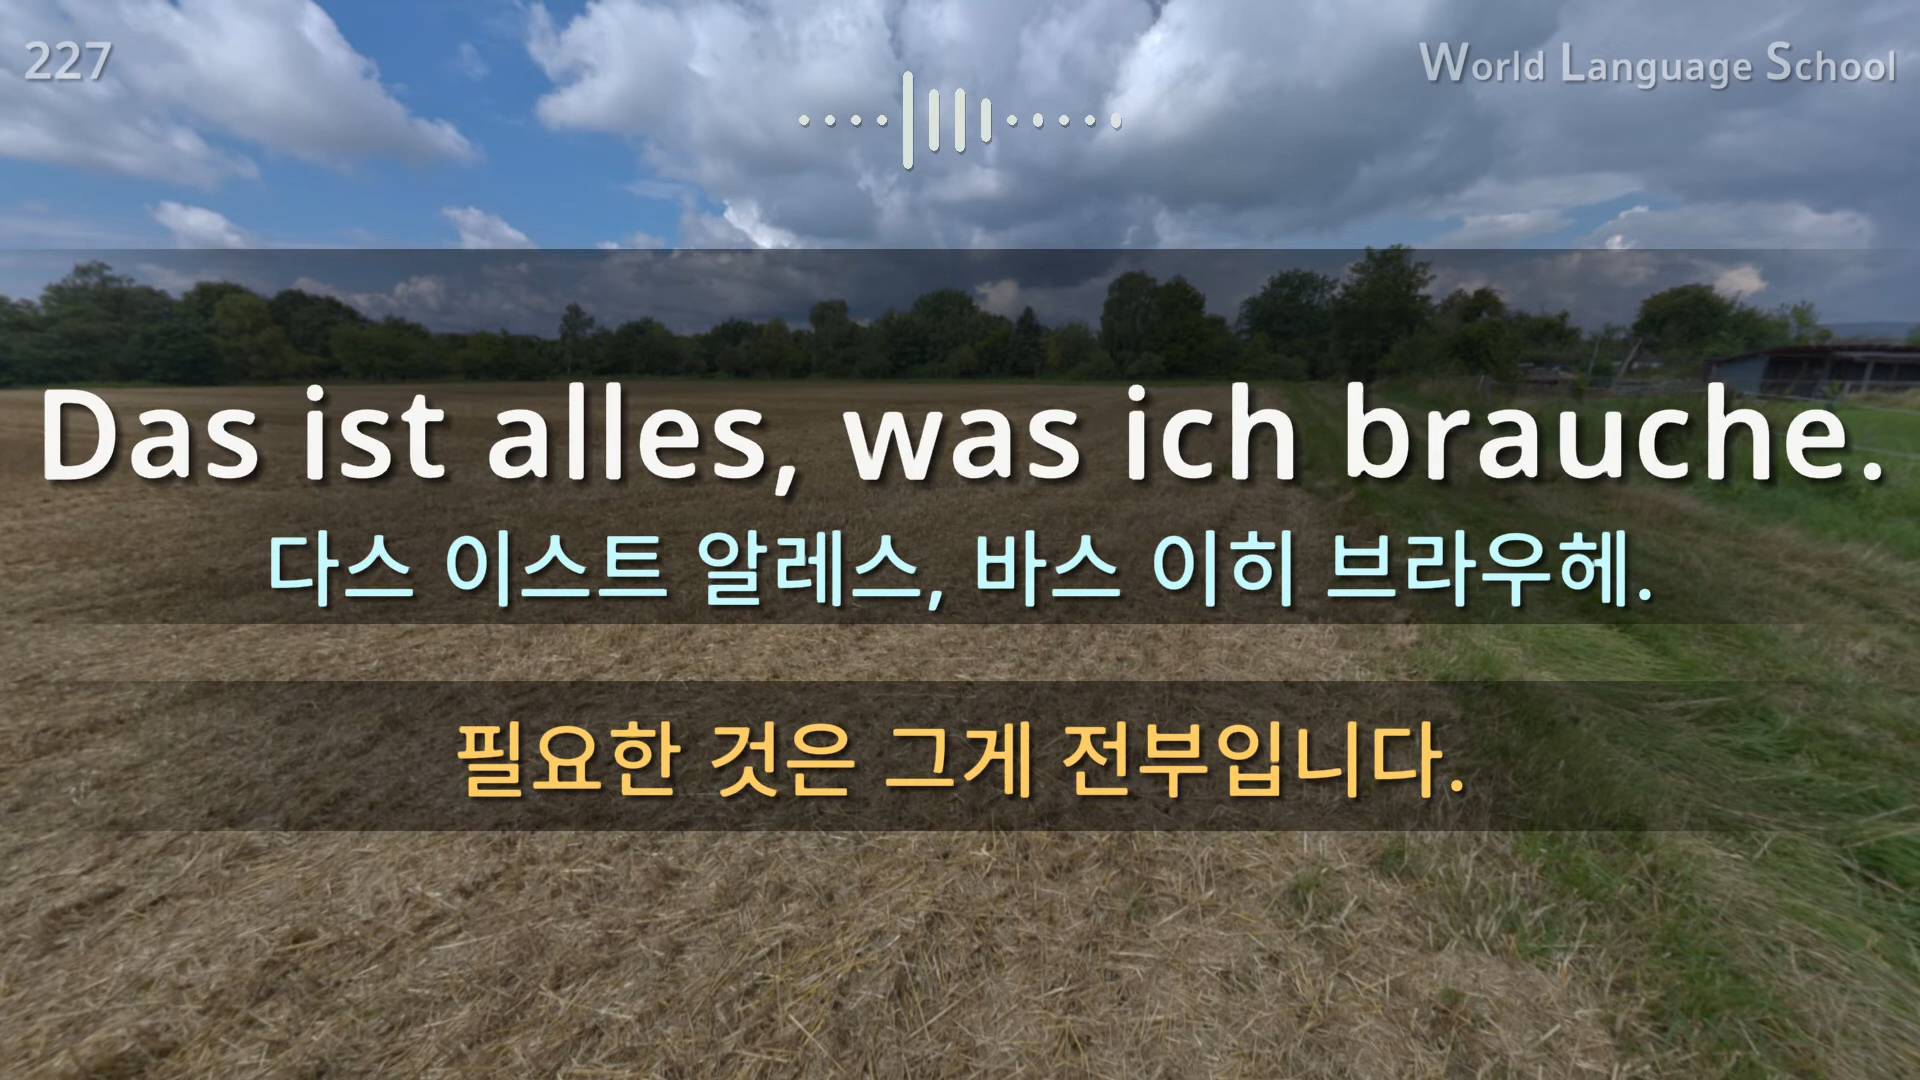 227
World Language School
Das ist alles, was ich brauche.
다스 이스트 알레스, 바스 이히 브라우헤.
필요한 것은 그게 전부입니다.